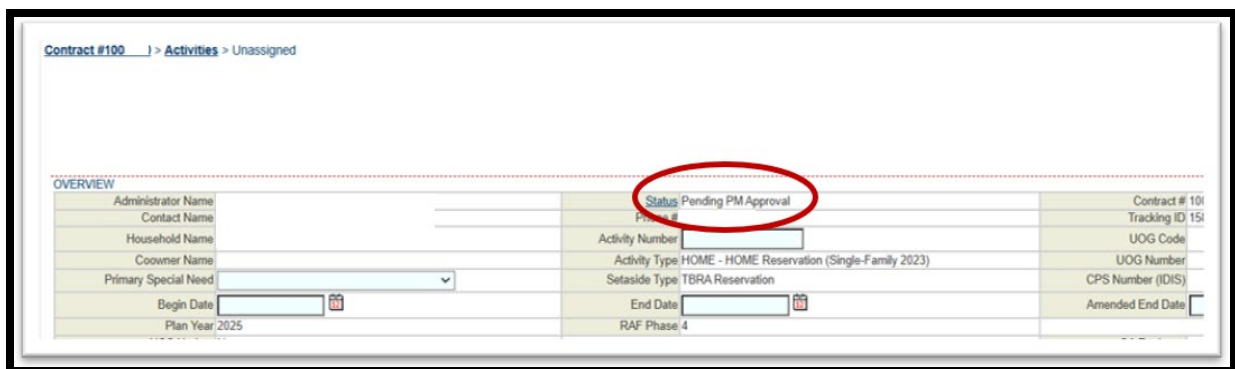 Contract #100 ) > Activities > Unassigned
OVERVIEW
Administrator Name Status Pending PM Approval Contract # 10
Contact Name Phone # Tracking ID 15
Household Name Activity Number UOG Code
Coowner Name Activity Type HOME - HOME Reservation (Single-Family 2023) UOG Number
Primary Special Need Setaside Type TBRA Reservation CPS Number (IDIS)
Begin Date End Date Amended End Date
Plan Year 2025 RAF Phase 4